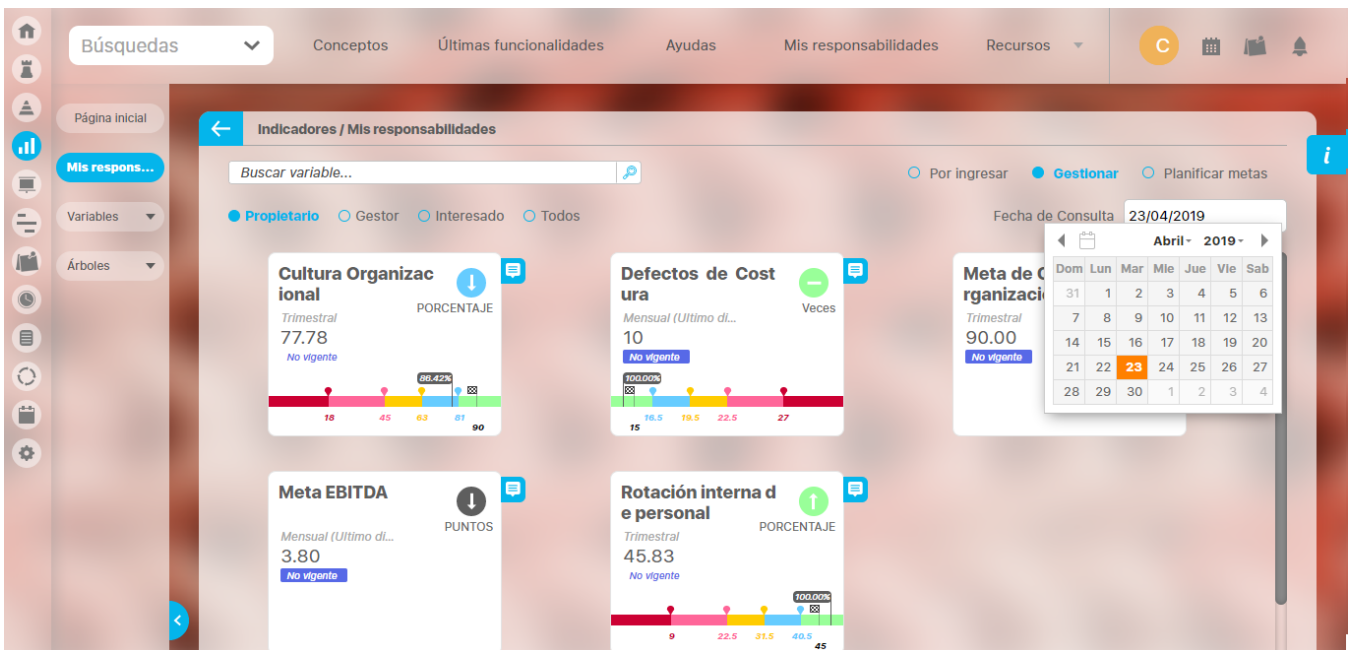 Búsquedas
Conceptos
Últimas funcionalidades
Ayudas
Mis responsabilidades
Recursos
C
Página inicial
Mis respons...
Variables
Árboles
Indicadores / Mis responsabilidades
i
Buscar variable...
Por ingresar
Gestionar
Planificar metas
Propietario
Gestor
Interesado
Todos
Fecha de Consulta
23/04/2019
Abril
2019
Dom Lun Mar Mie Jue Vie Sab
31 1 2 3 4 5 6
7 8 9 10 11 12 13
14 15 16 17 18 19 20
21 22 23 24 25 26 27
28 29 30 1 2 3 4
Cultura Organizac
ional
PORCENTAJE
Trimestral
77.78
No vigente
86.42%
18 45 63 81
90
Defectos de Cost
ura
Veces
Mensual (Ultimo di...
10
No vigente
100.00%
16.5 19.5 22.5 27
15
Meta de
rganizaci
Trimestral
90.00
No vigente
Meta EBITDA
PUNTOS
Mensual (Ultimo di...
3.80
No vigente
Rotación interna d
e personal
PORCENTAJE
Trimestral
45.83
No vigente
100.00%
9 22.5 31.5 40.5
45